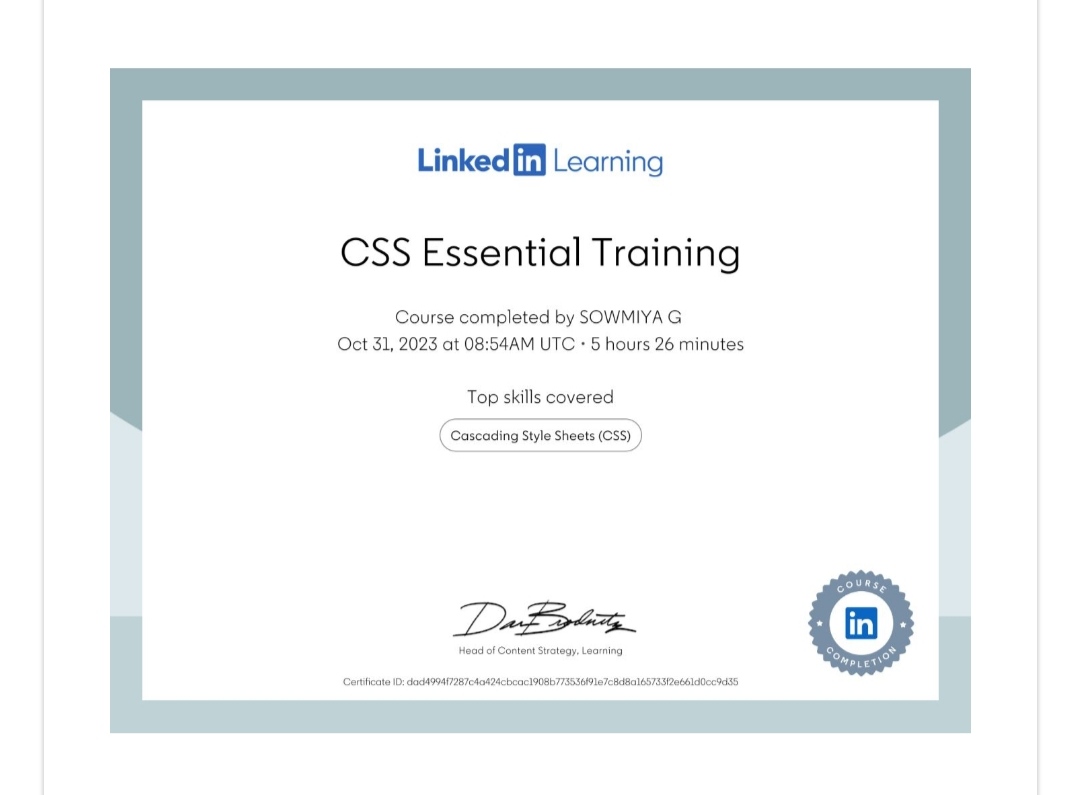 Linked in Learning
CSS Essential Training
Course completed by SOWMIYA G
Oct 31, 2023 at 08:54AM UTC • 5 hours 26 minutes
Top skills covered
Cascading Style Sheets (CSS)
Head of Content Strategy, Learning
Certificate ID: dad4994f7287c4a424cbcac1908b773536f91e7c8d8a165733f2e661d0cc9d35
COURSE
in
COMPLETION